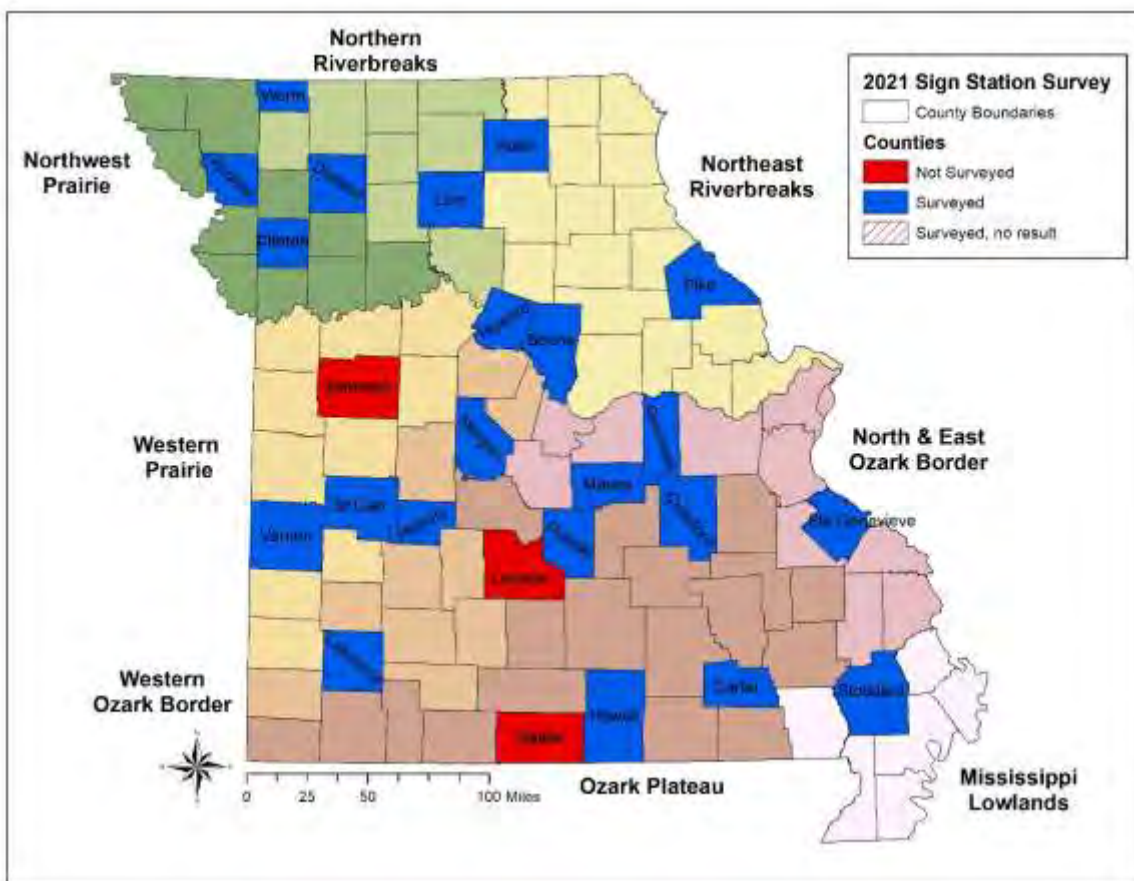 Northern
Riverbreaks
Northwest
Prairie
Northeast
Riverbreaks
2021 Sign Station Survey
County Boundaries
Counties
Not Surveyed
Surveyed
Surveyed, no result
Worth
Clinton
Linn
Pike
Boone
Western
Prairie
North & East
Ozark Border
Maries
St Clair
Vernon
Ste Genevieve
Laclede
Western
Ozark Border
Carter
Stoddard
Howell
Ozark Plateau
Mississippi
Lowlands
0 25 50 100 Miles